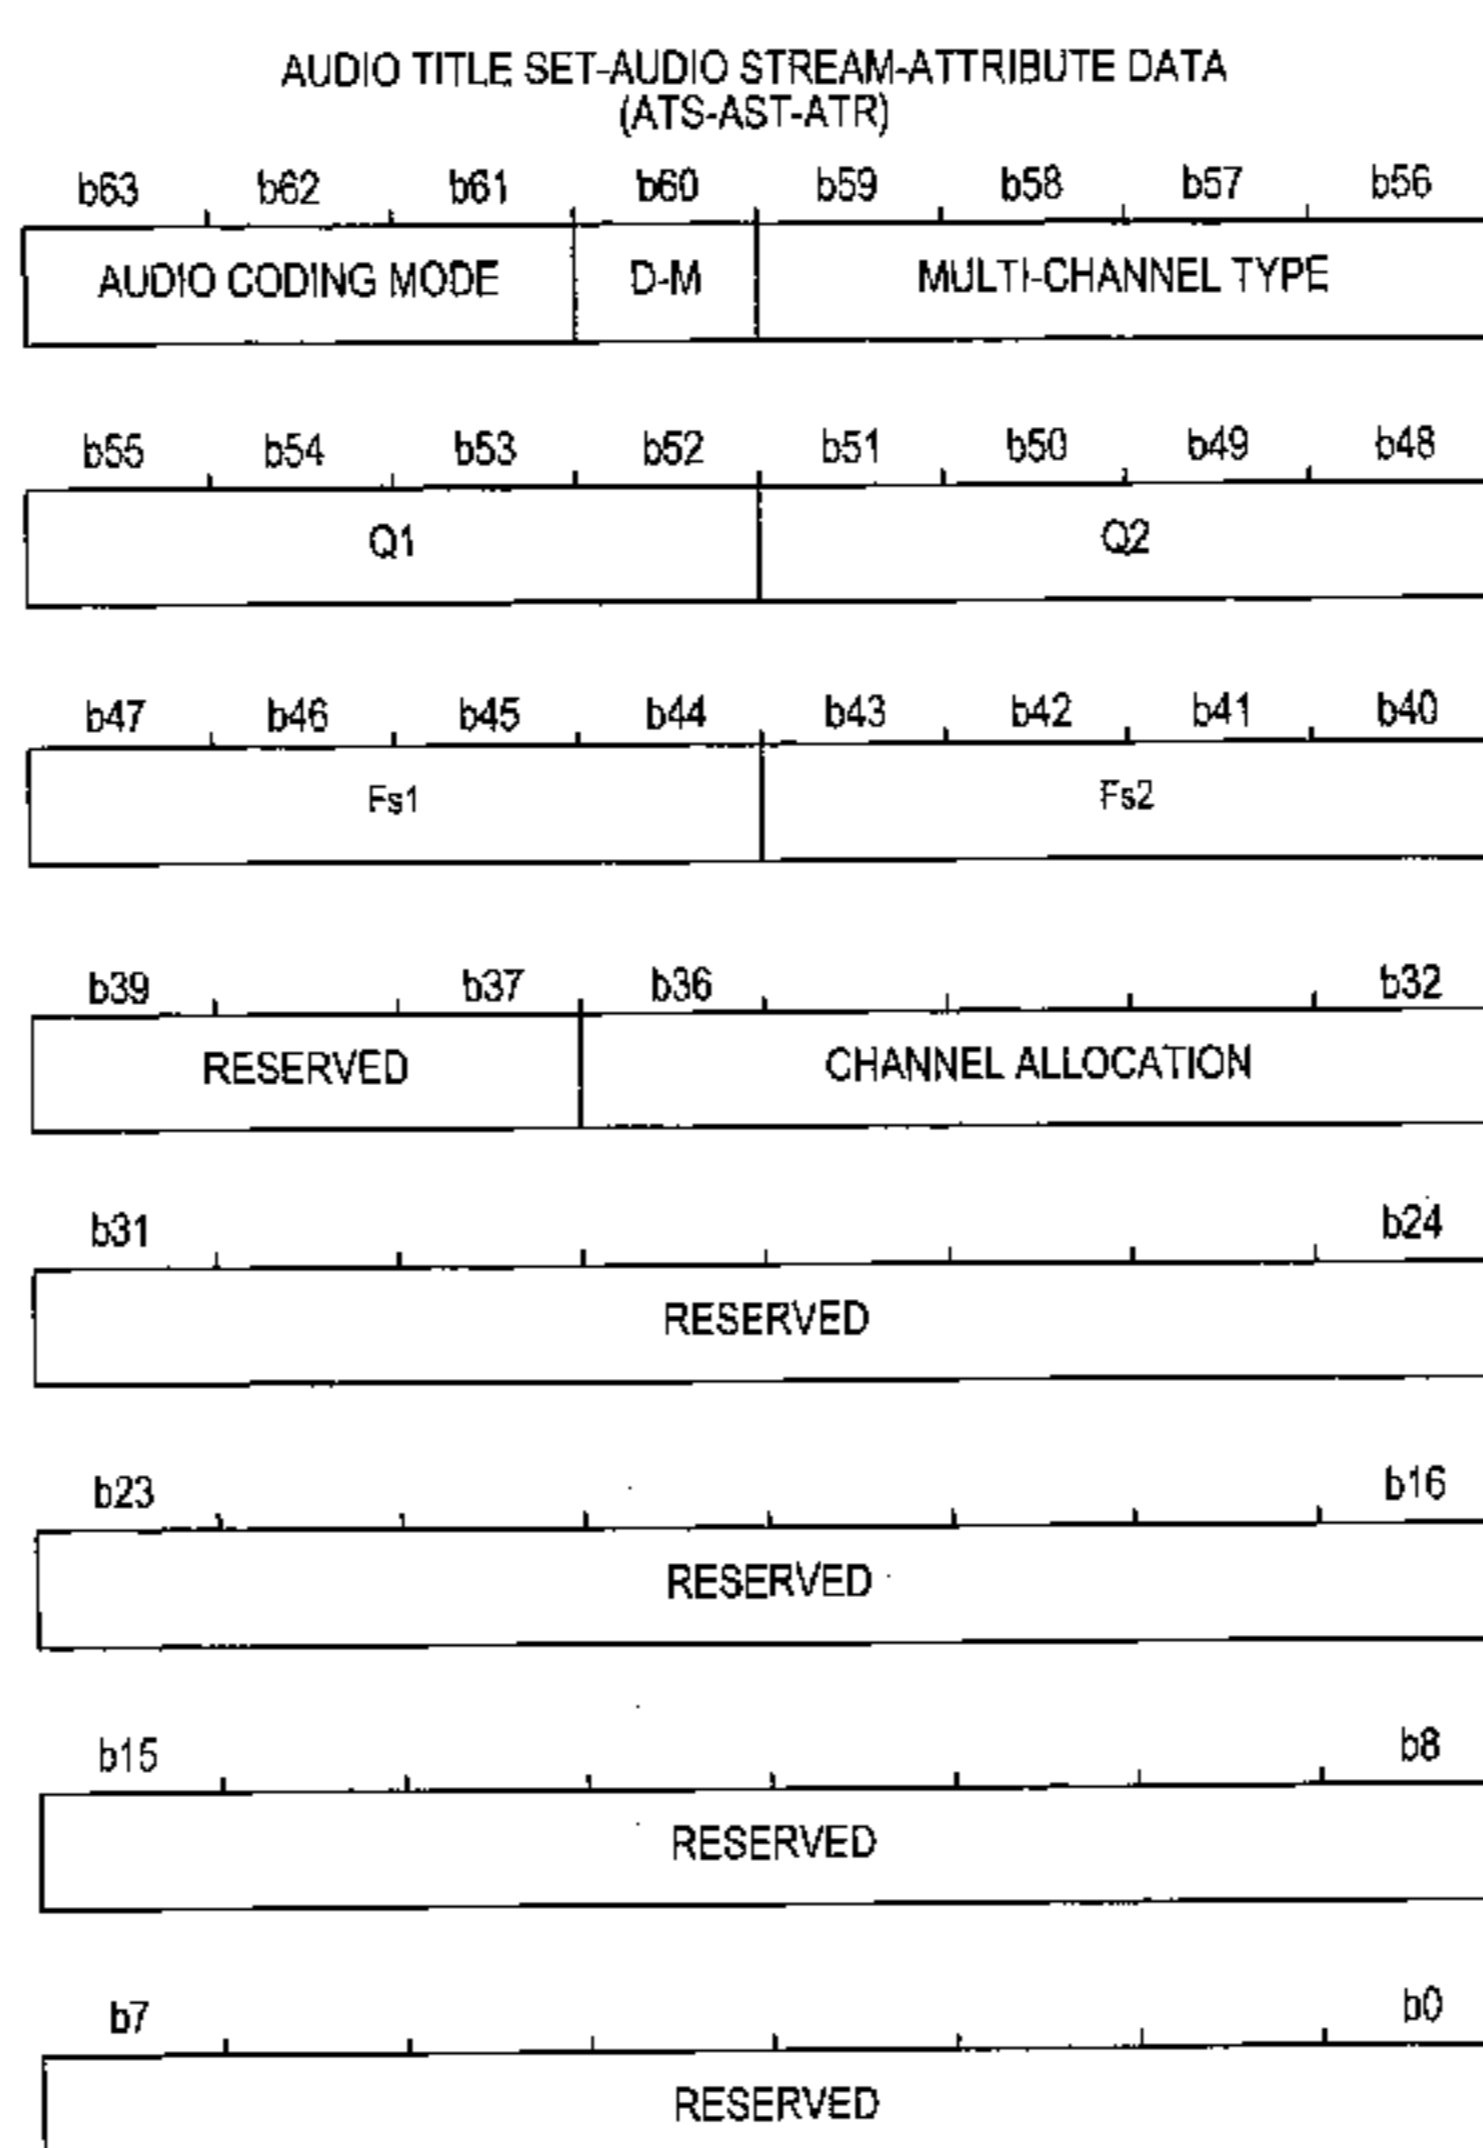 AUDIO TITLE SET-AUDIO STREAM-ATTRIBUTE DATA
(ATS-AST-ATR)
b63 b62 b61 b60 b59 b58 b57 b56
AUDIO CODING MODE D-M MULTI-CHANNEL TYPE
b55 b54 b53 b52 b51 b50 b49 b48
Q1 Q2
b47 b46 b45 b44 b43 b42 b41 b40
Fs1 Fs2
b39 b37 b36 b32
RESERVED CHANNEL ALLOCATION
b31 b24
RESERVED
b23 b16
RESERVED
b15 b8
RESERVED
b7 b0
RESERVED